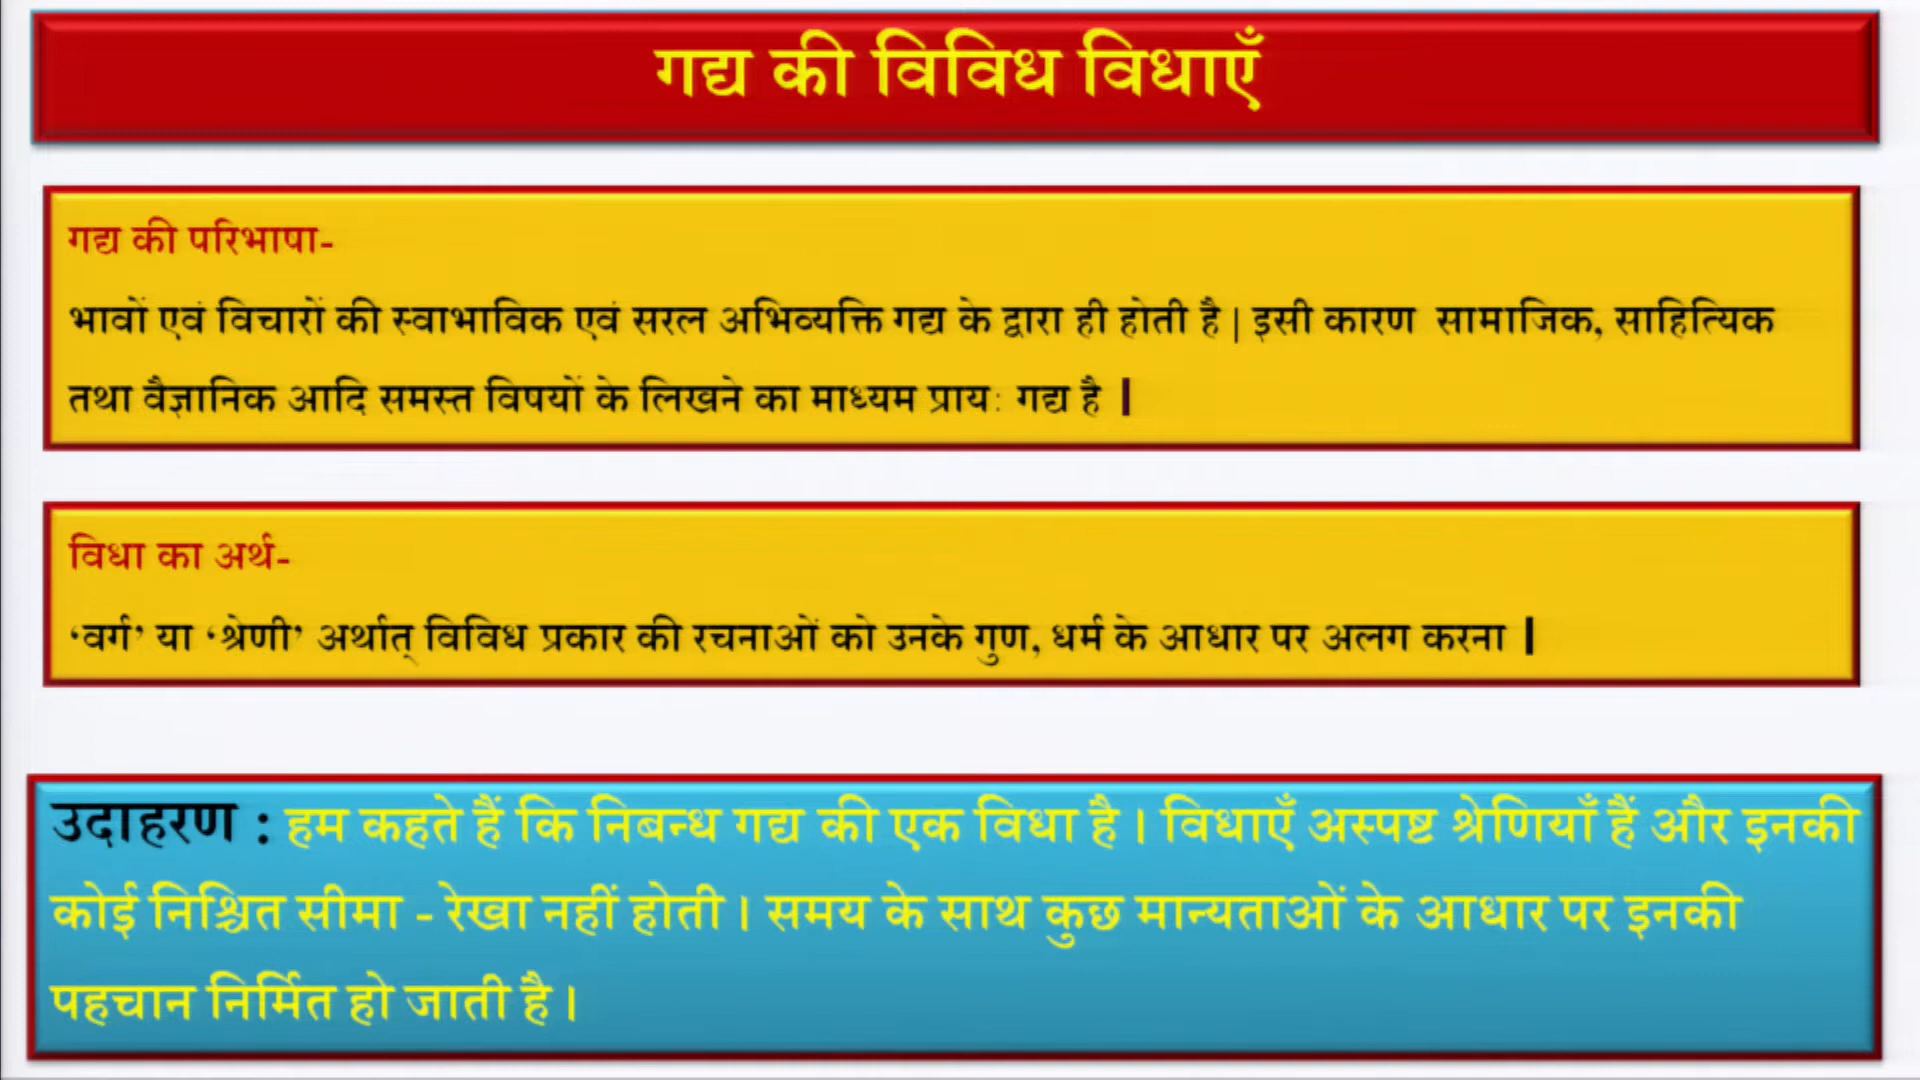 गद्य की विविध विधाएँ
गद्य की परिभाषा-
भावों एवं विचारों की स्वाभाविक एवं सरल अभिव्यक्ति गद्य के द्वारा ही होती है | इसी कारण सामाजिक, साहित्यिक
तथा वैज्ञानिक आदि समस्त विषयों के लिखने का माध्यम प्रायः गद्य है |
विधा का अर्थ-
‘वर्ग’ या ‘श्रेणी’ अर्थात् विविध प्रकार की रचनाओं को उनके गुण, धर्म के आधार पर अलग करना |
उदाहरण : हम कहते हैं कि निबन्ध गद्य की एक विधा है। विधाएँ अस्पष्ट श्रेणियाँ हैं और इनकी
कोई निश्चित सीमा - रेखा नहीं होती। समय के साथ कुछ मान्यताओं के आधार पर इनकी
पहचान निर्मित हो जाती है।